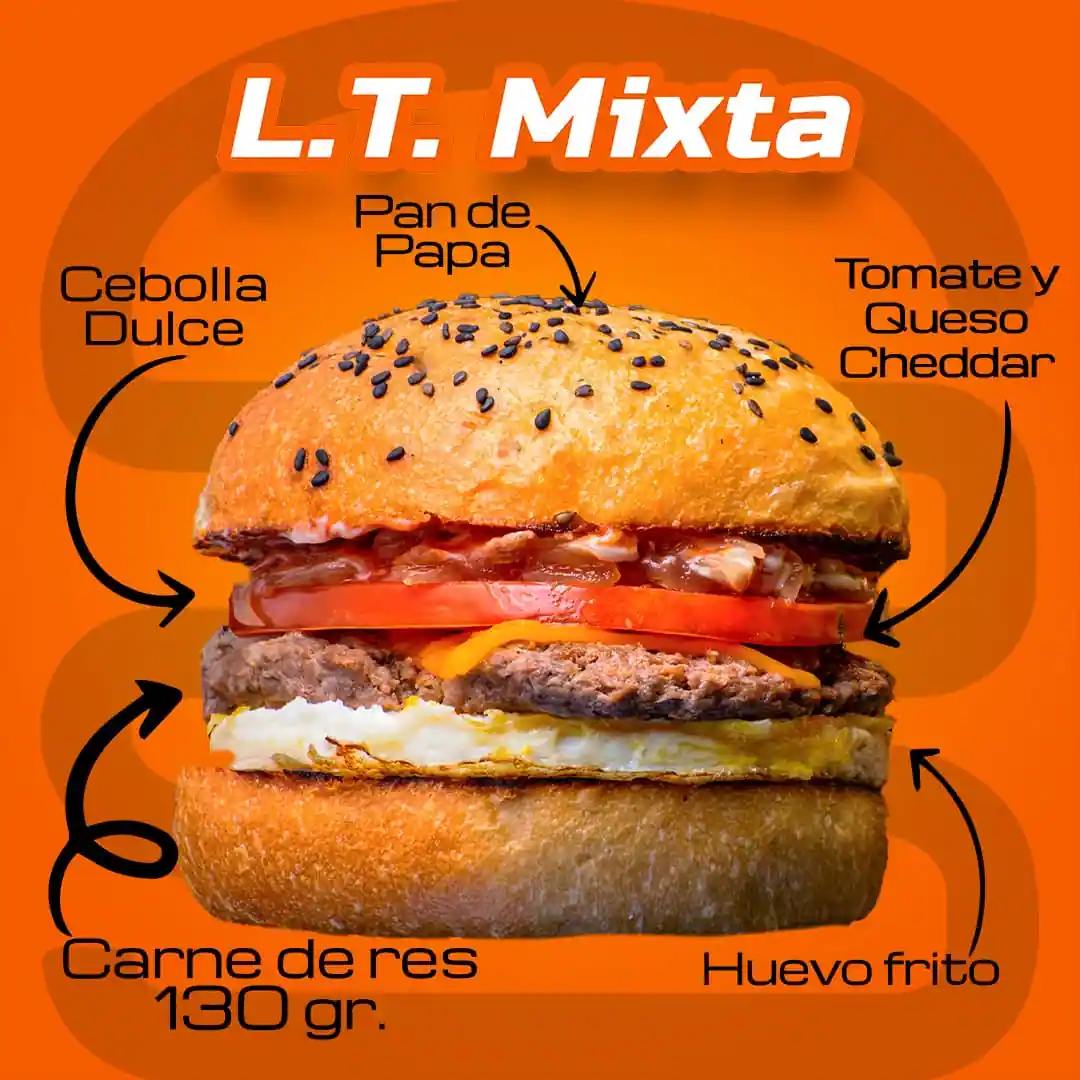 L.T. Mixta
Pan de
Papa
Cebolla
Dulce
Tomate y
Queso
Cheddar
Carne de res
130 gr.
Huevo frito